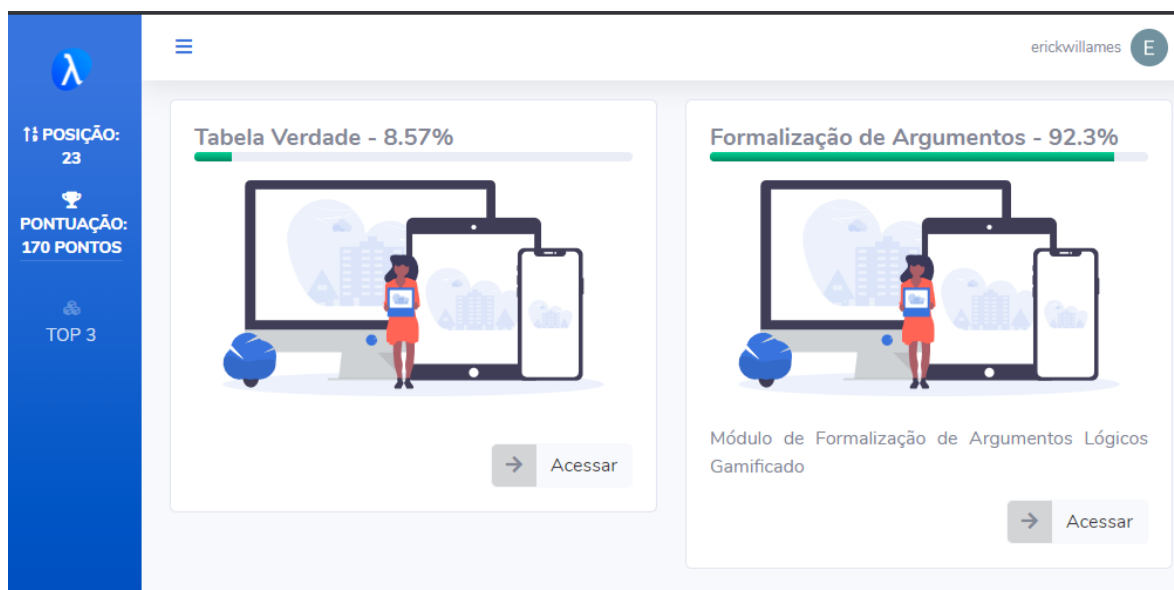 λ
POSIÇÃO:
23
PONTUAÇÃO:
170 PONTOS
TOP 3
erickwillames E
Tabela Verdade - 8.57%
Acessar
Formalização de Argumentos - 92.3%
Módulo de Formalização de Argumentos Lógicos
Gamificado
Acessar